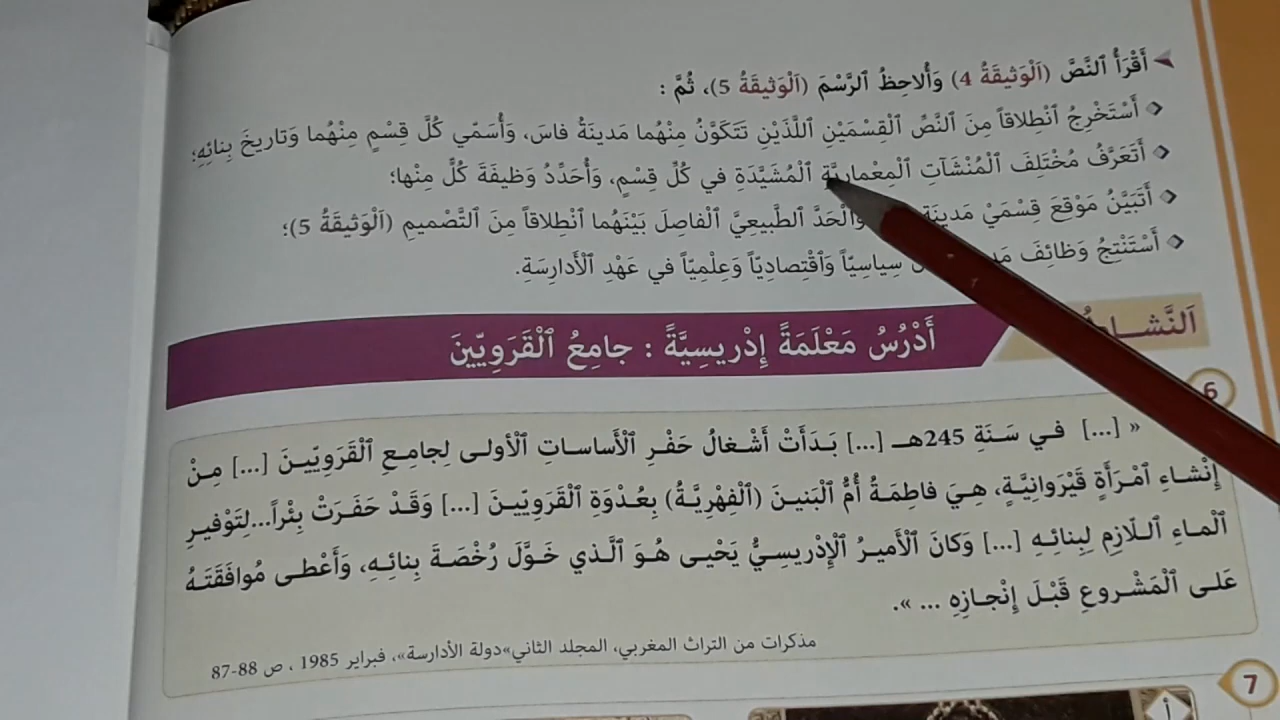 أَقْرَأُ ٱلنَّصَّ (ٱلْوَثيقَةُ 4) وَأُلاحِظُ ٱلرَّسْمَ (ٱلْوَثيقَةُ 5)، ثُمَّ :
أَسْتَخْرِجُ ٱنْطِلاقاً مِنَ ٱلنَّصِّ ٱلْقِسْمَيْنِ ٱللَّذَيْنِ تَتَكَوَّنُ مِنْهُما مَدينَةُ فاسَ، وَأُسَمّي كُلَّ قِسْمٍ مِنْهُما وَتاريخَ بِنائِهِ؛
أَتَعَرَّفُ مُخْتَلِفَ ٱلْمُنْشَآتِ ٱلْمِعْمارِيَّةِ ٱلْمُشَيَّدَةِ في كُلِّ قِسْمٍ، وَأُحَدِّدُ وَظيفَةَ كُلٍّ مِنْها؛
أَتَبَيَّنُ مَوْقِعَ قِسْمَيْ مَدينَةِ وَٱلْحَدَّ ٱلطَّبيعِيَّ ٱلْفاصِلَ بَيْنَهُما ٱنْطِلاقاً مِنَ ٱلتَّصْميمِ (ٱلْوَثيقَةُ 5)؛
أَسْتَنْتِجُ وَظائِفَ سِياسِيّاً وَٱقْتِصادِيّاً وَعِلْمِيّاً في عَهْدِ ٱلْأَدارِسَةِ.
ٱلنَّشــاطُ
أَدْرُسُ مَعْلَمَةً إِدْريسِيَّةً : جامِعُ ٱلْقَرَوِيّينَ
6
« [...] في سَنَةِ 245هـ [...] بَدَأَتْ أَشْغالُ حَفْرِ ٱلْأَساساتِ ٱلْأولى لِجامِعِ ٱلْقَرَوِيّينَ [...] مِنْ
إِنْشاءِ ٱمْرَأَةٍ قَيْرَوانِيَّةٍ، هِيَ فاطِمَةُ أُمُّ ٱلْبَنينَ (ٱلْفِهْرِيَّةُ) بِعُدْوَةِ ٱلْقَرَوِيّينَ [...] وَقَدْ حَفَرَتْ بِئْراً...لِتَوْفيرِ
ٱلْماءِ ٱللّازِمِ لِبِنائِهِ [...] وَكانَ ٱلْأَميرُ ٱلْإِدْريسِيُّ يَحْيى هُوَ ٱلَّذي خَوَّلَ رُخْصَةَ بِنائِهِ، وَأَعْطى مُوافَقَتَهُ
عَلى ٱلْمَشْروعِ قَبْلَ إِنْجازِهِ ... ».
مذكرات من التراث المغربي، المجلد الثاني»دولة الأدارسة«، فبراير 1985 ، ص 88-87
7
أ